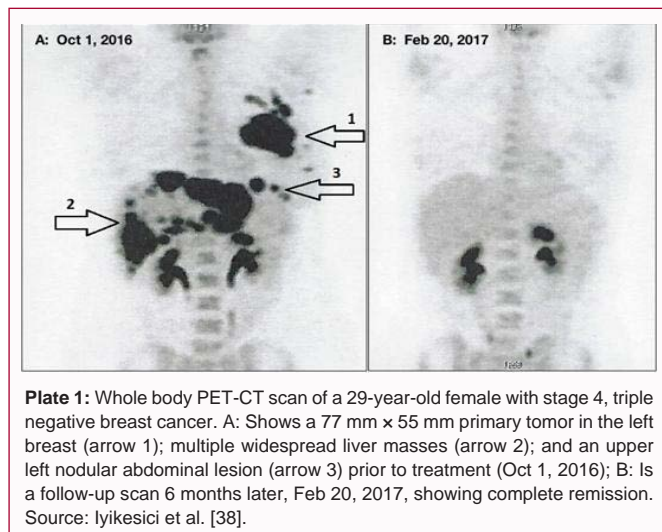 A: Oct 1, 2016
B: Feb 20, 2017
1
2
3
Plate 1: Whole body PET-CT scan of a 29-year-old female with stage 4, triple
negative breast cancer. A: Shows a 77 mm × 55 mm primary tomor in the left
breast (arrow 1); multiple widespread liver masses (arrow 2); and an upper
left nodular abdominal lesion (arrow 3) prior to treatment (Oct 1, 2016); B: Is
a follow-up scan 6 months later, Feb 20, 2017, showing complete remission.
Source: Iyikesici et al. [38].